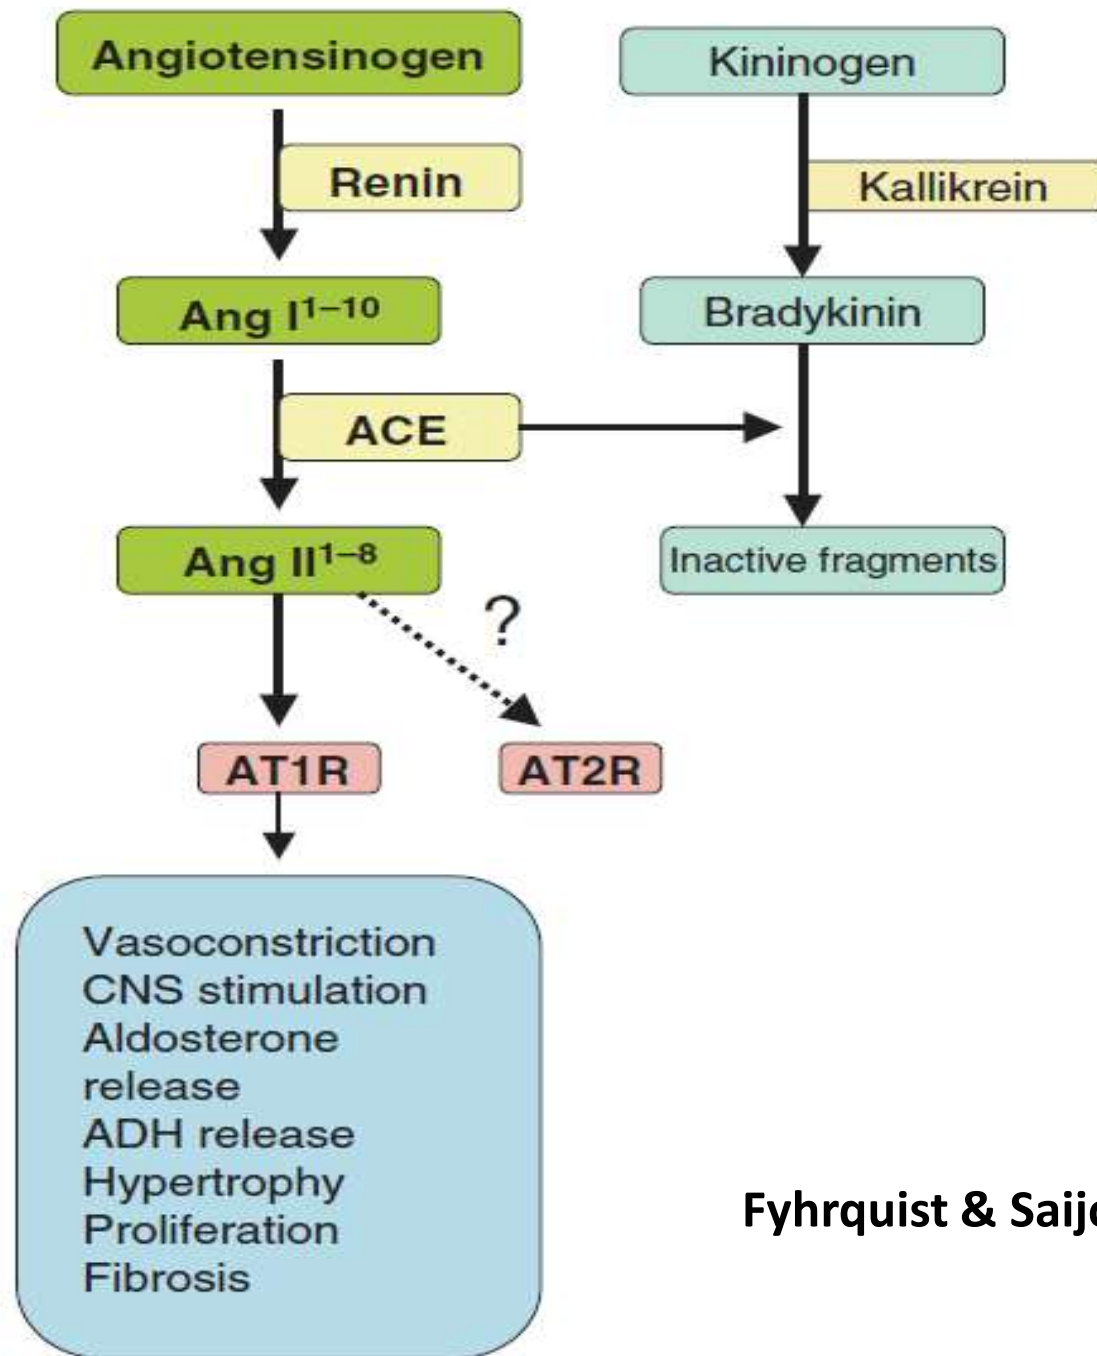 Angiotensinogen
Kininogen
Renin
Kallikrein
Ang I¹⁻¹⁰
Bradykinin
ACE
Ang II¹⁻⁸
Inactive fragments
?
AT1R
AT2R
Vasoconstriction
CNS stimulation
Aldosterone
release
ADH release
Hypertrophy
Proliferation
Fibrosis
Fyhrquist & Saij